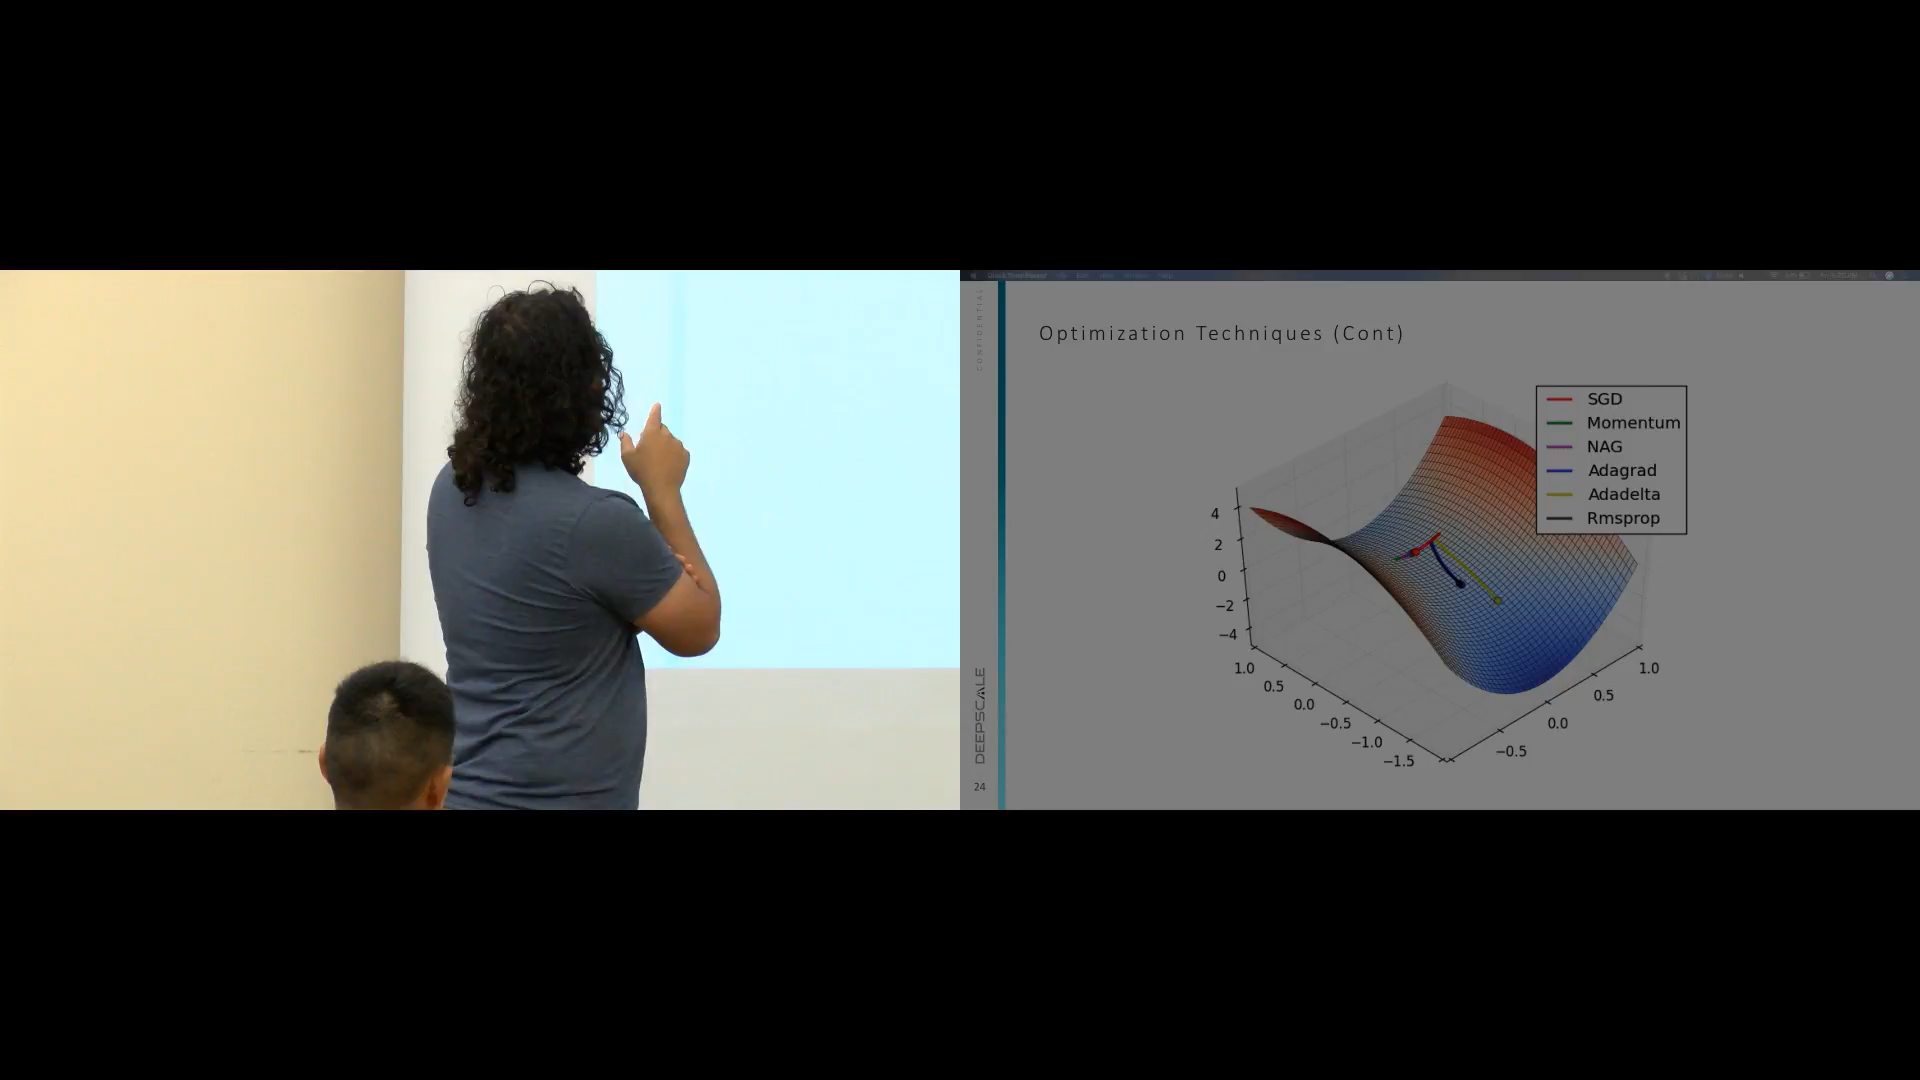 CONFIDENTIAL
Optimization Techniques (Cont)
SGD
Momentum
NAG
Adagrad
Adadelta
Rmsprop
4
2
0
−2
−4
1.0
0.5
0.0
−0.5
−1.0
−1.5
−0.5
0.0
0.5
1.0
DEEPSCALE
24